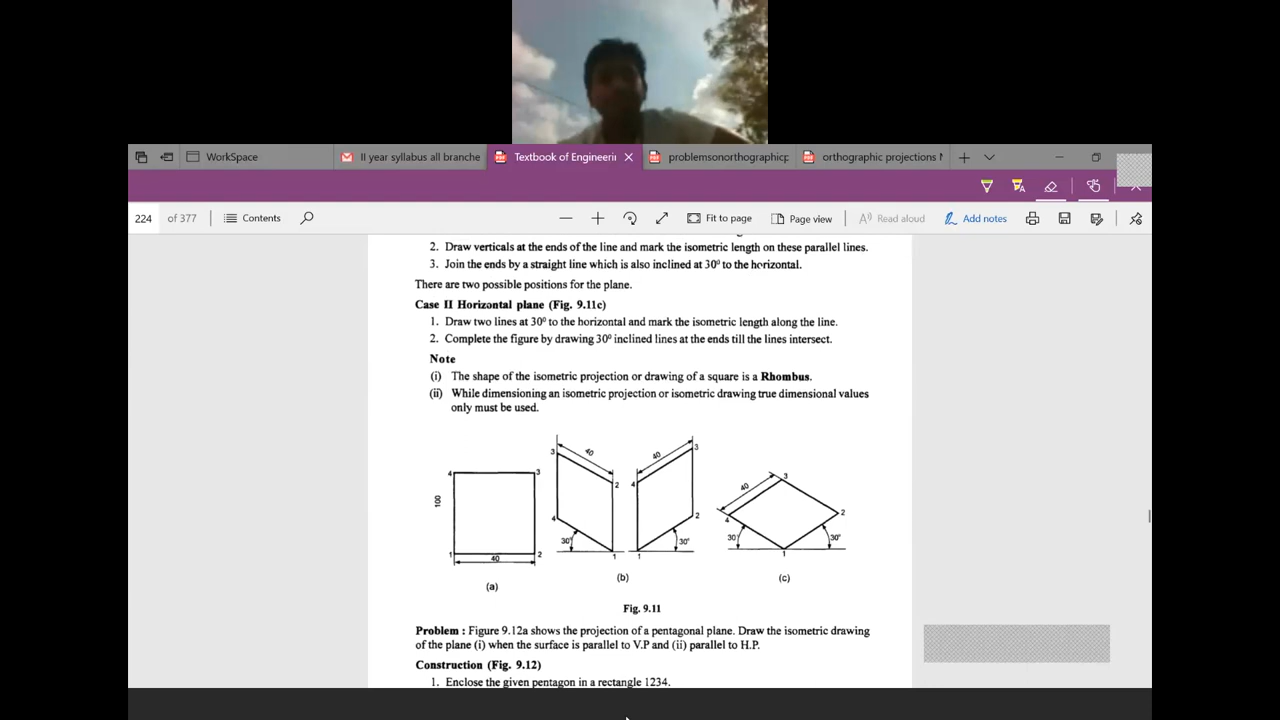 WorkSpace
II year syllabus all branche
Textbook of Engineerin
problemsonorthographicp
orthographic projections
224 of 377
Contents
Fit to page
Page view
Read aloud
Add notes
2. Draw verticals at the ends of the line and mark the isometric length on these parallel lines.
3. Join the ends by a straight line which is also inclined at 30⁰ to the horizontal.
There are two possible positions for the plane.
Case II Horizontal plane (Fig. 9.11c)
1. Draw two lines at 30⁰ to the horizontal and mark the isometric length along the line.
2. Complete the figure by drawing 30⁰ inclined lines at the ends till the lines intersect.
Note
(i) The shape of the isometric projection or drawing of a square is a Rhombus.
(ii) While dimensioning an isometric projection or isometric drawing true dimensional values
only must be used.
4 3
100
1 2
40
3 40 2
4 30° 1
40 3
4 2
1 30°
40 3
4 2
30 1 30°
(a) (b) (c)
Fig. 9.11
Problem : Figure 9.12a shows the projection of a pentagonal plane. Draw the isometric drawing
of the plane (i) when the surface is parallel to V.P and (ii) parallel to H.P.
Construction (Fig. 9.12)
1. Enclose the given pentagon in a rectangle 1234.